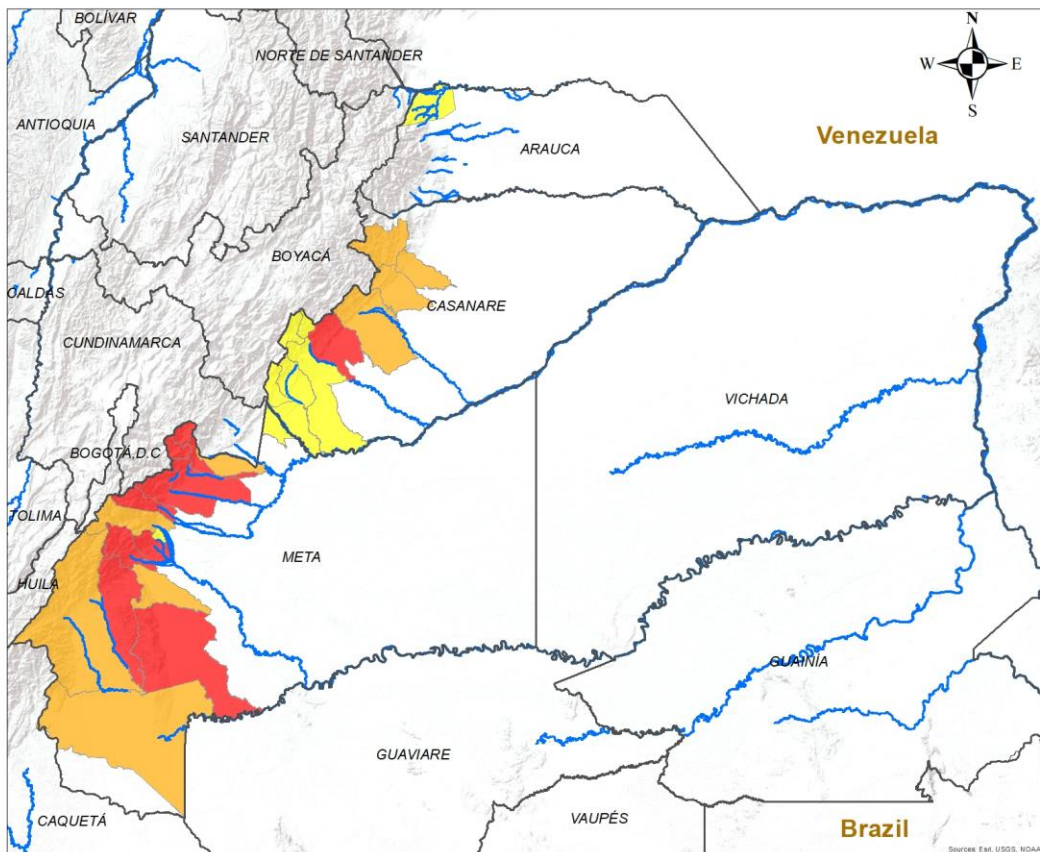 BOLÍVAR
NORTE DE SANTANDER
N
W
E
S
ANTIOQUIA
SANTANDER
ARAUCA
Venezuela
BOYACÁ
CALDAS
CASANARE
CUNDINAMARCA
VICHADA
BOGOTÁ,D.C
TOLIMA
META
HUILA
GUAINÍA
GUAVIARE
CAQUETÁ
VAUPÉS
Brazil
Sources: Esri, USGS, NOAA